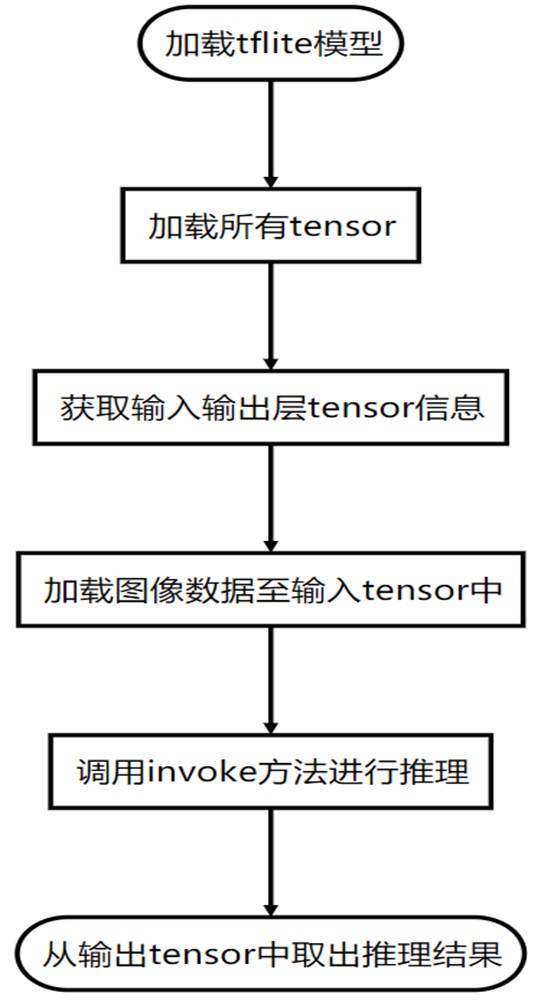 加载tflite模型
加载所有tensor
获取输入输出层tensor信息
加载图像数据至输入tensor中
调用invoke方法进行推理
从输出tensor中取出推理结果